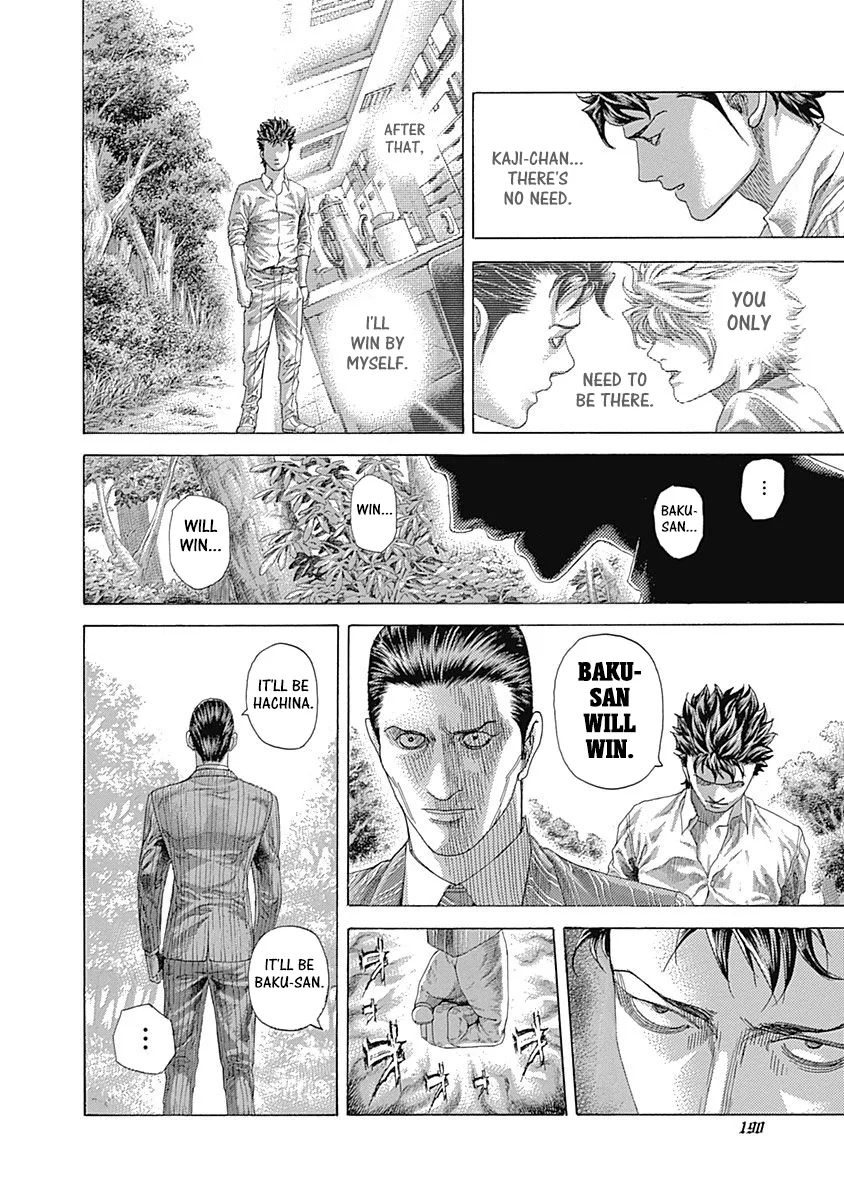 KAJI-CHAN...
THERE'S
NO NEED.
YOU
ONLY
NEED TO
BE THERE.
AFTER
THAT,
I'LL
WIN BY
MYSELF.
...
BAKU-
SAN...
WIN...
WILL
WIN...
BAKU-
SAN
WILL
WIN.
IT'LL BE
HACHINA.
IT'LL BE
BAKU-SAN.
...
190